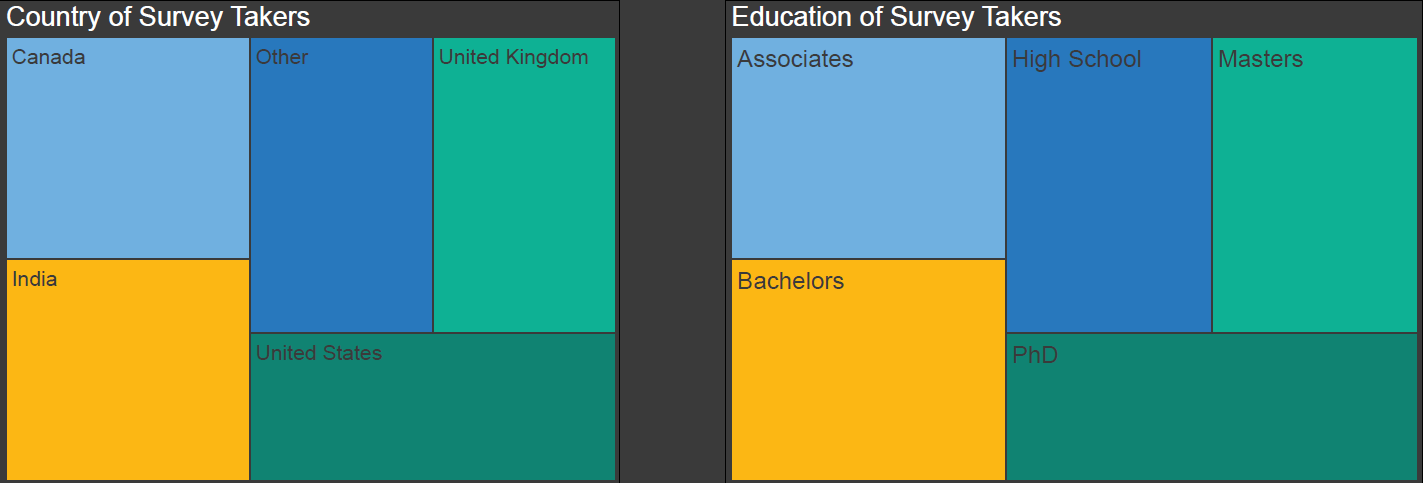 Country of Survey Takers
Canada
Other
United Kingdom
India
United States
Education of Survey Takers
Associates
High School
Masters
Bachelors
PhD